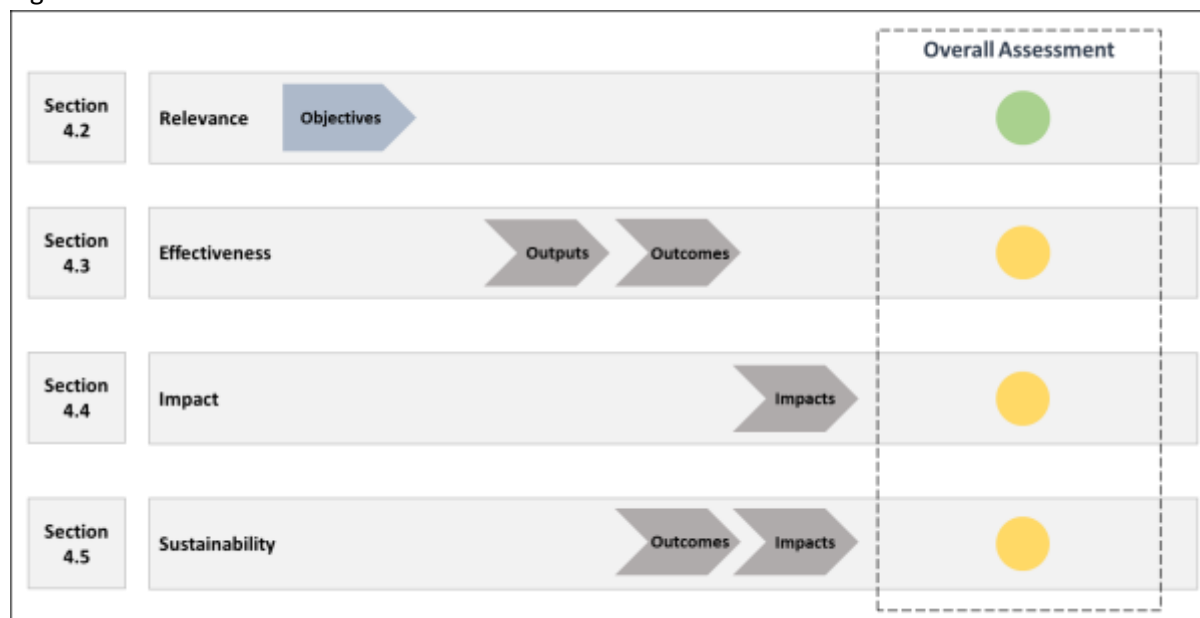 Overall Assessment
Section
4.2
Relevance
Objectives
Section
4.3
Effectiveness
Outputs
Outcomes
Section
4.4
Impact
Impacts
Section
4.5
Sustainability
Outcomes
Impacts